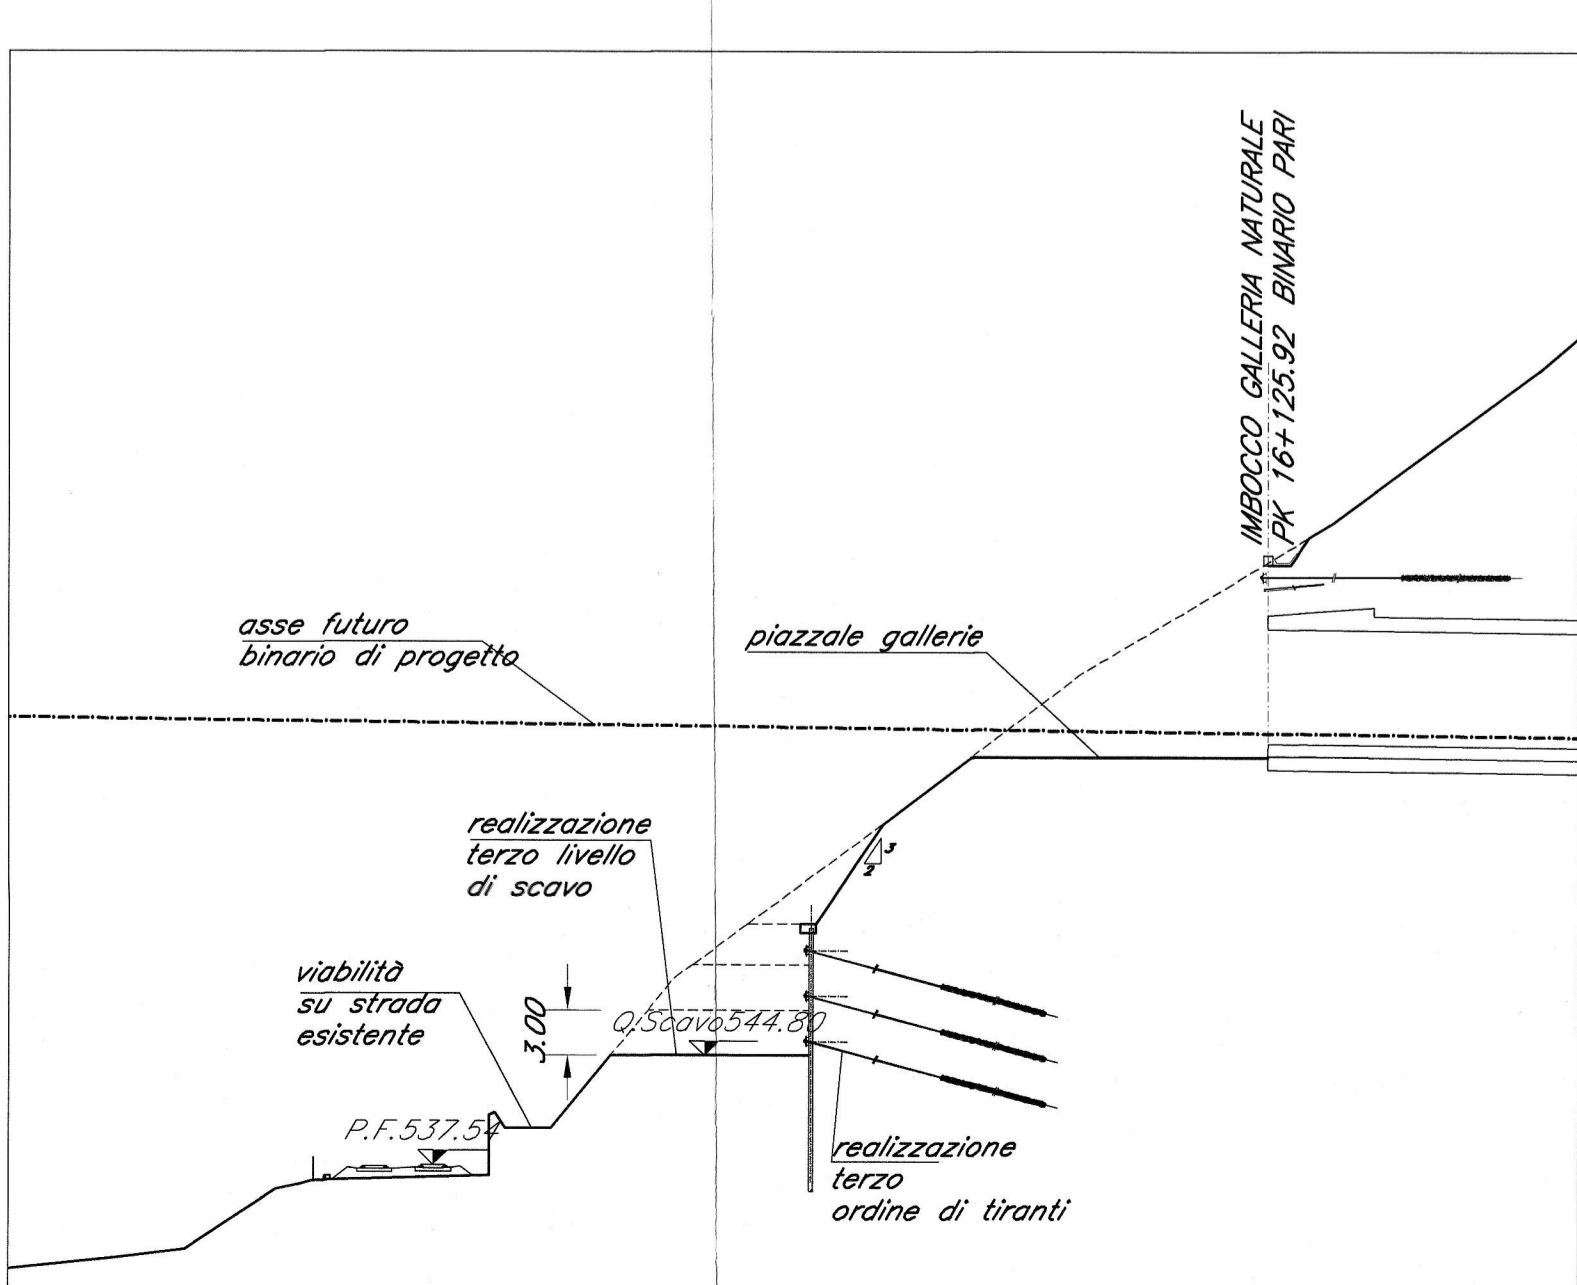 IMBOCCO GALLERIA NATURALE
PK 16+125.92 BINARIO PARI
asse futuro
binario di progetto
piazzale gallerie
realizzazione
terzo livello
di scavo
3
2
viabilità
su strada
esistente
3.00
Q.Scavo544.80
P.F.537.54
realizzazione
terzo
ordine di tiranti